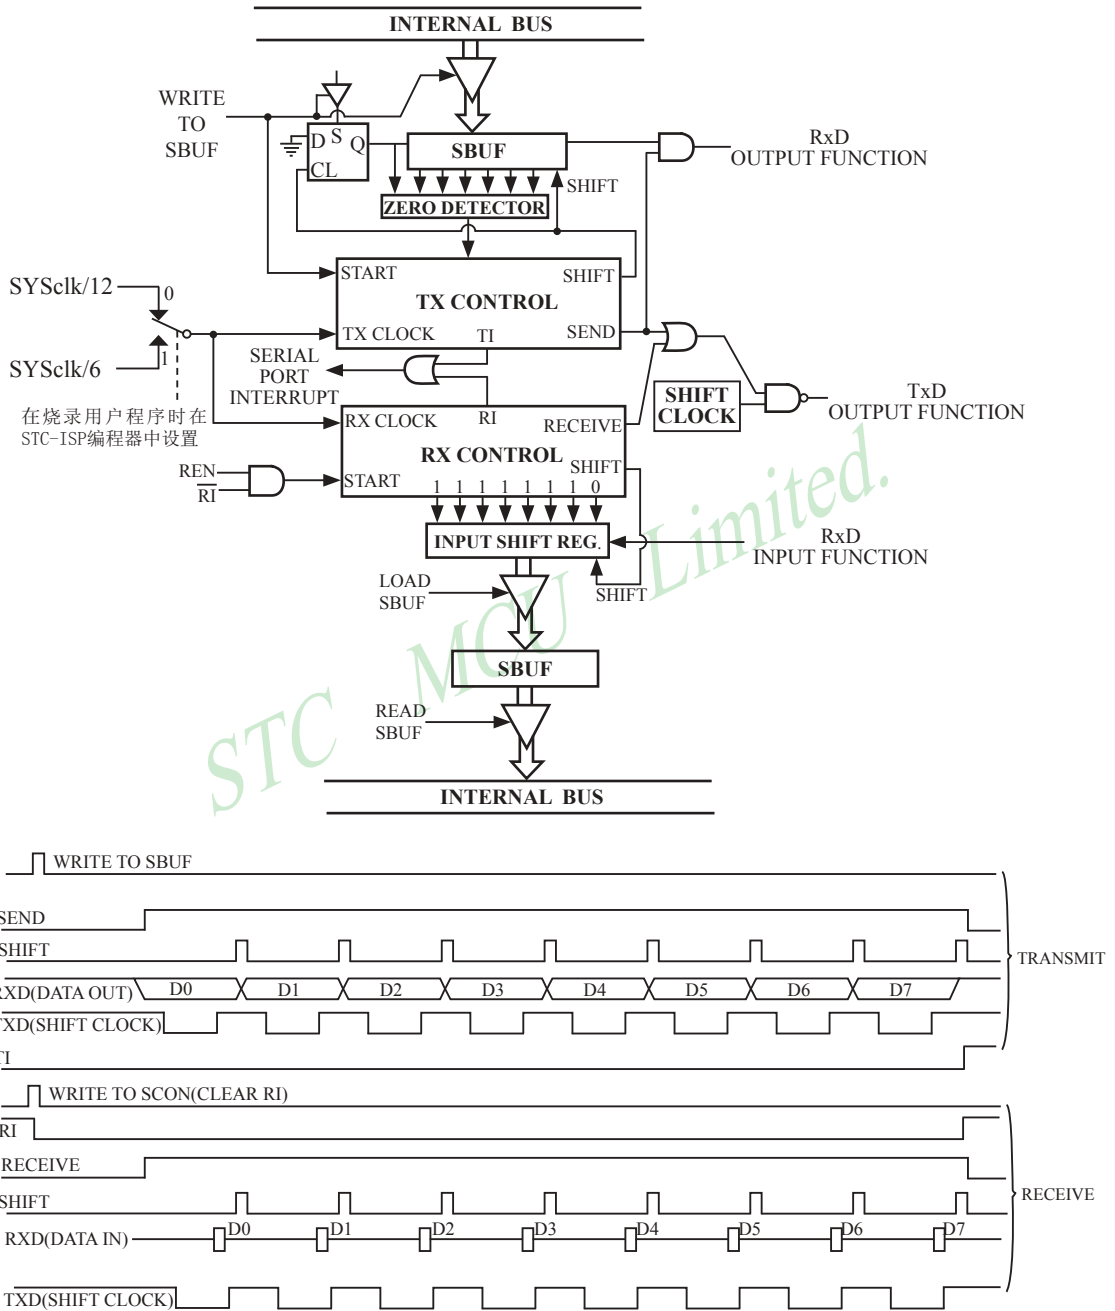 INTERNAL BUS
WRITE
TO
SBUF
D S Q
CL
SBUF
RxD
OUTPUT FUNCTION
SHIFT
ZERO DETECTOR
START
SHIFT
TX CONTROL
SYSclk/12
0
TX CLOCK
TI
SEND
SYSclk/6
1
SERIAL
PORT
INTERRUPT
SHIFT
CLOCK
TxD
OUTPUT FUNCTION
在烧录用户程序时在
STC-ISP编程器中设置
RX CLOCK
RI
RECEIVE
RX CONTROL
SHIFT
REN
RI
START
1 1 1 1 1 1 1 0
INPUT SHIFT REG.
RxD
INPUT FUNCTION
LOAD
SBUF
SHIFT
SBUF
READ
SBUF
INTERNAL BUS
STC MCU Limited.
WRITE TO SBUF
SEND
SHIFT
TRANSMIT
RXD(DATA OUT) D0 D1 D2 D3 D4 D5 D6 D7
TXD(SHIFT CLOCK)
TI
WRITE TO SCON(CLEAR RI)
RI
RECEIVE
SHIFT
RECEIVE
RXD(DATA IN) D0 D1 D2 D3 D4 D5 D6 D7
TXD(SHIFT CLOCK)